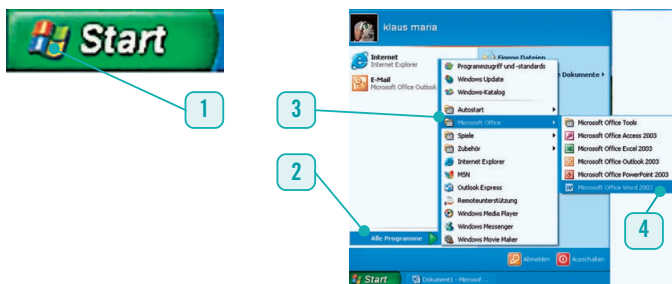 Start
1
klaus maria
Internet
Internet Explorer
E-Mail
Microsoft Office Outlook
Eigene Dateien
Dokumente
Programmzugriff und -standards
Windows Update
Windows-Katalog
Autostart
Microsoft Office
Spiele
Zubehör
Internet Explorer
MSN
Outlook Express
Remoteunterstützung
Windows Media Player
Windows Messenger
Windows Movie Maker
Microsoft Office Tools
Microsoft Office Access 2003
Microsoft Office Excel 2003
Microsoft Office Outlook 2003
Microsoft Office PowerPoint 2003
Microsoft Office Word 2003
3
2
4
Alle Programme
Abmelden
Ausschalten
Start
Dokument1 - Microsof...